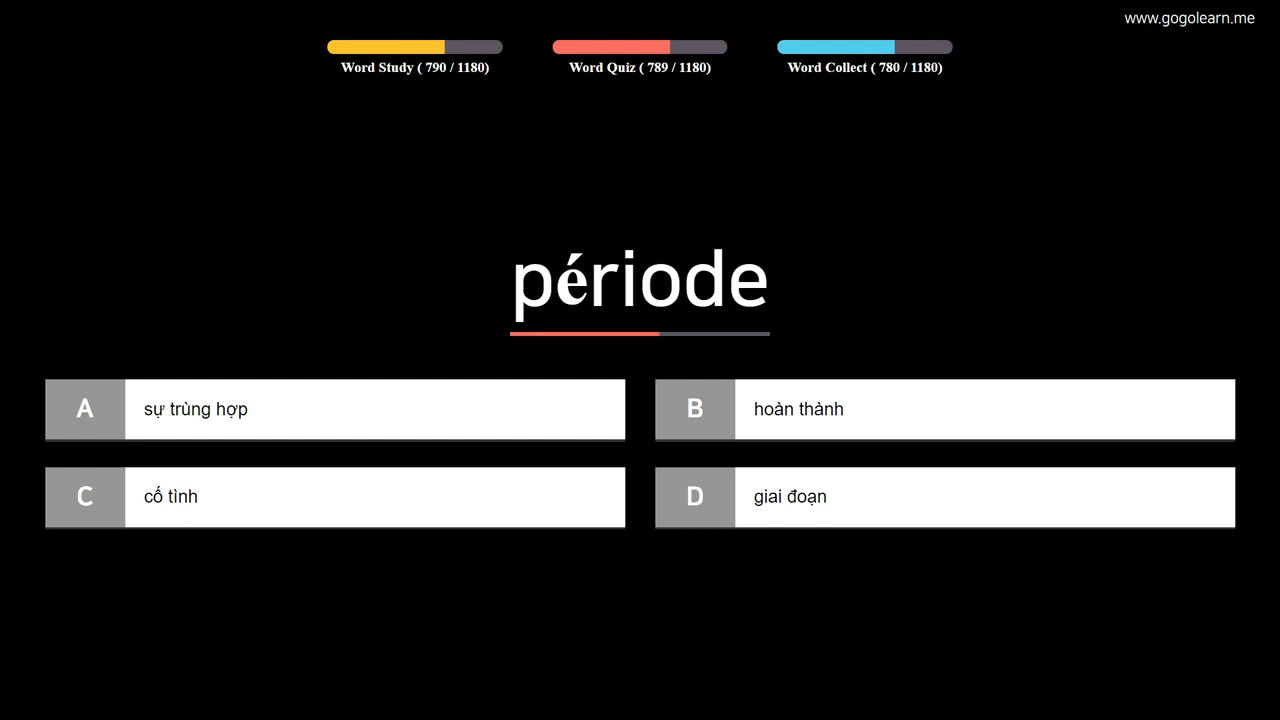 www.gogolearn.me
Word Study ( 790 / 1180)
Word Quiz ( 789 / 1180)
Word Collect ( 780 / 1180)
période
A sự trùng hợp
B hoàn thành
C cố tình
D giai đoạn